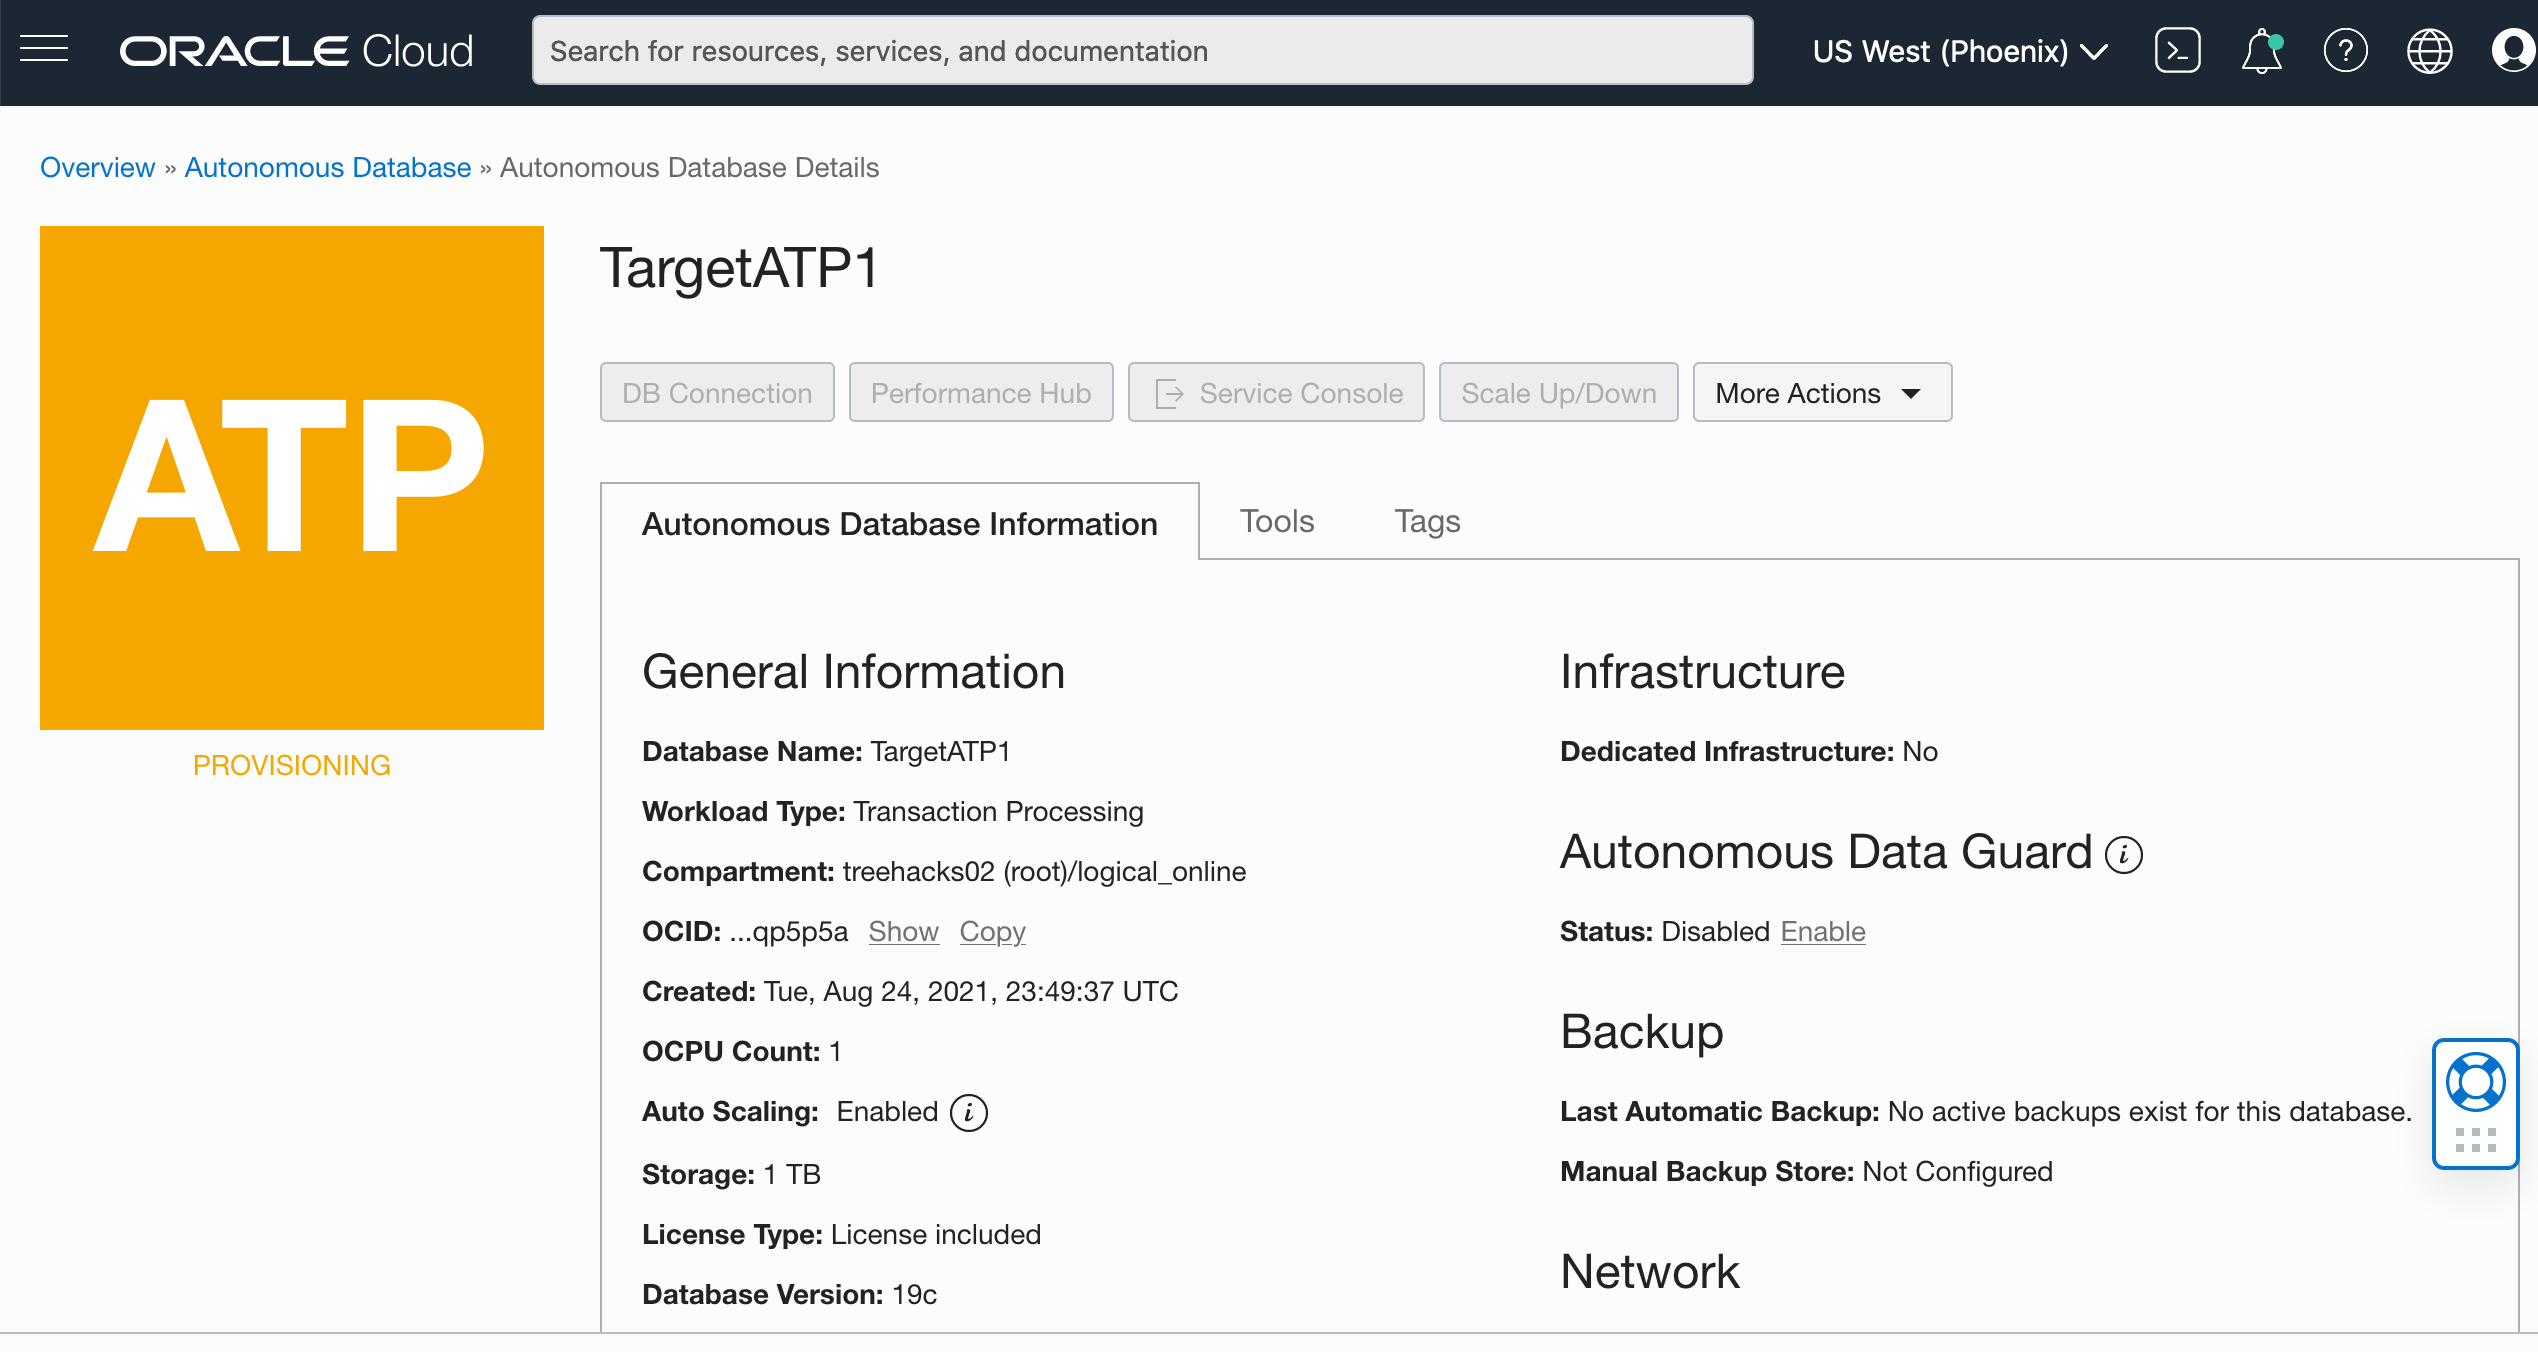 ORACLE Cloud
Search for resources, services, and documentation
US West (Phoenix)
Overview » Autonomous Database » Autonomous Database Details
ATP
PROVISIONING
TargetATP1
DB Connection
Performance Hub
Service Console
Scale Up/Down
More Actions
Autonomous Database Information
Tools
Tags
General Information
Database Name: TargetATP1
Workload Type: Transaction Processing
Compartment: treehacks02 (root)/logical_online
OCID: ...qp5p5a Show Copy
Created: Tue, Aug 24, 2021, 23:49:37 UTC
OCPU Count: 1
Auto Scaling: Enabled i
Storage: 1 TB
License Type: License included
Database Version: 19c
Infrastructure
Dedicated Infrastructure: No
Autonomous Data Guard i
Status: Disabled Enable
Backup
Last Automatic Backup: No active backups exist for this database.
Manual Backup Store: Not Configured
Network